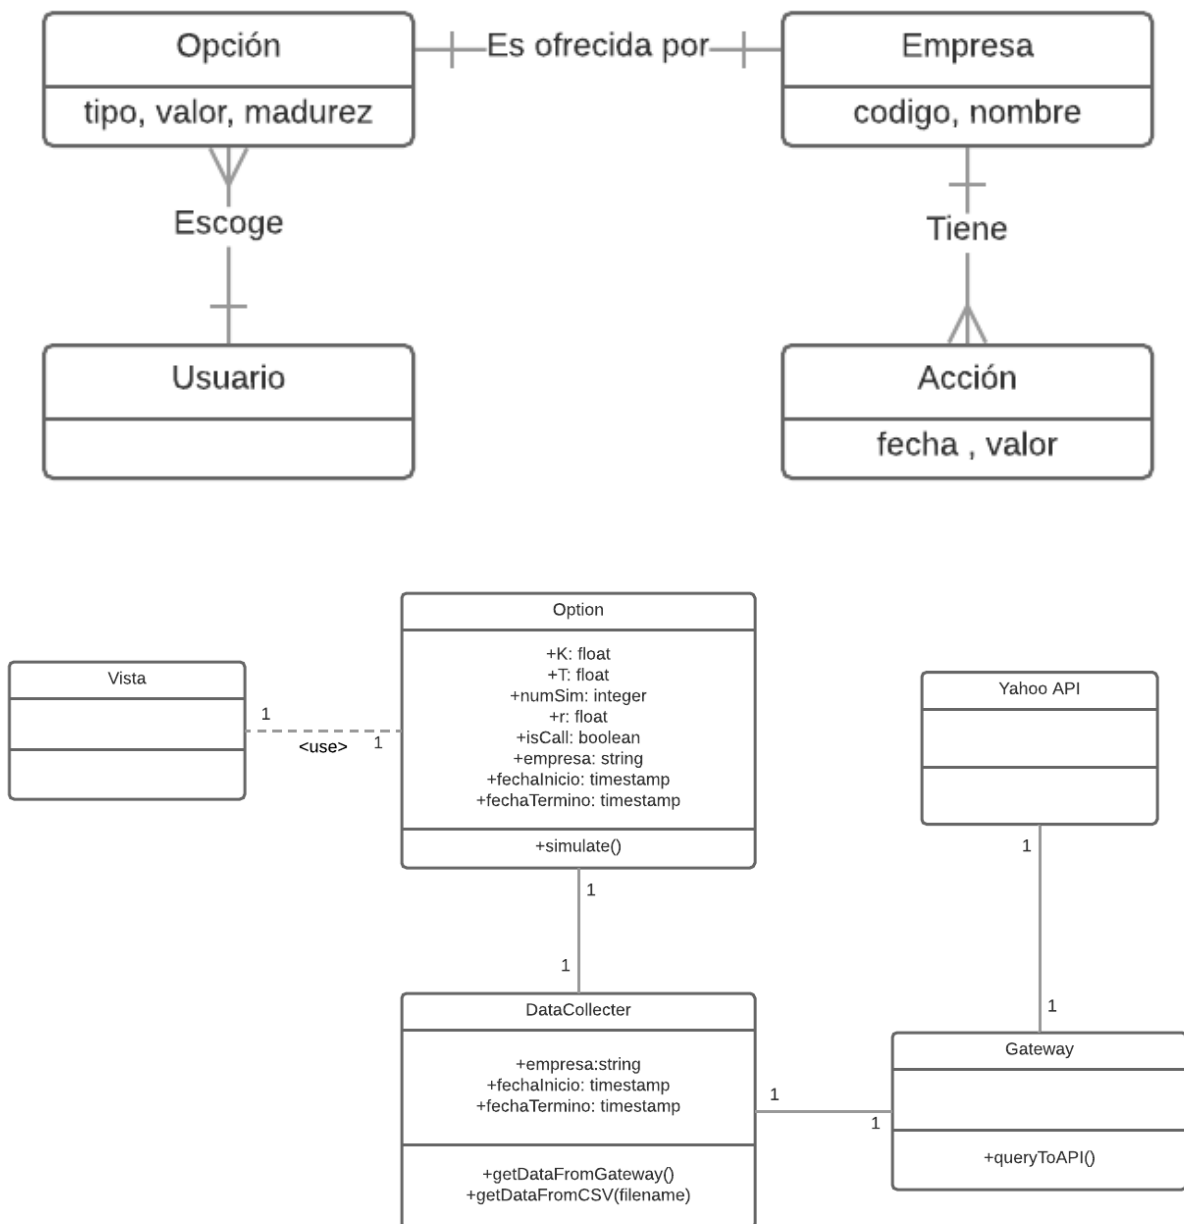 Opción
tipo, valor, madurez
Es ofrecida por
Empresa
codigo, nombre
Escoge
Tiene
Usuario
Acción
fecha , valor
Option
+K: float
+T: float
+numSim: integer
+r: float
+isCall: boolean
+empresa: string
+fechaInicio: timestamp
+fechaTermino: timestamp
+simulate()
Vista
1
<use>
1
Yahoo API
1
1
1
1
DataCollecter
+empresa:string
+fechaInicio: timestamp
+fechaTermino: timestamp
+getDataFromGateway()
+getDataFromCSV(filename)
1
1
Gateway
+queryToAPI()